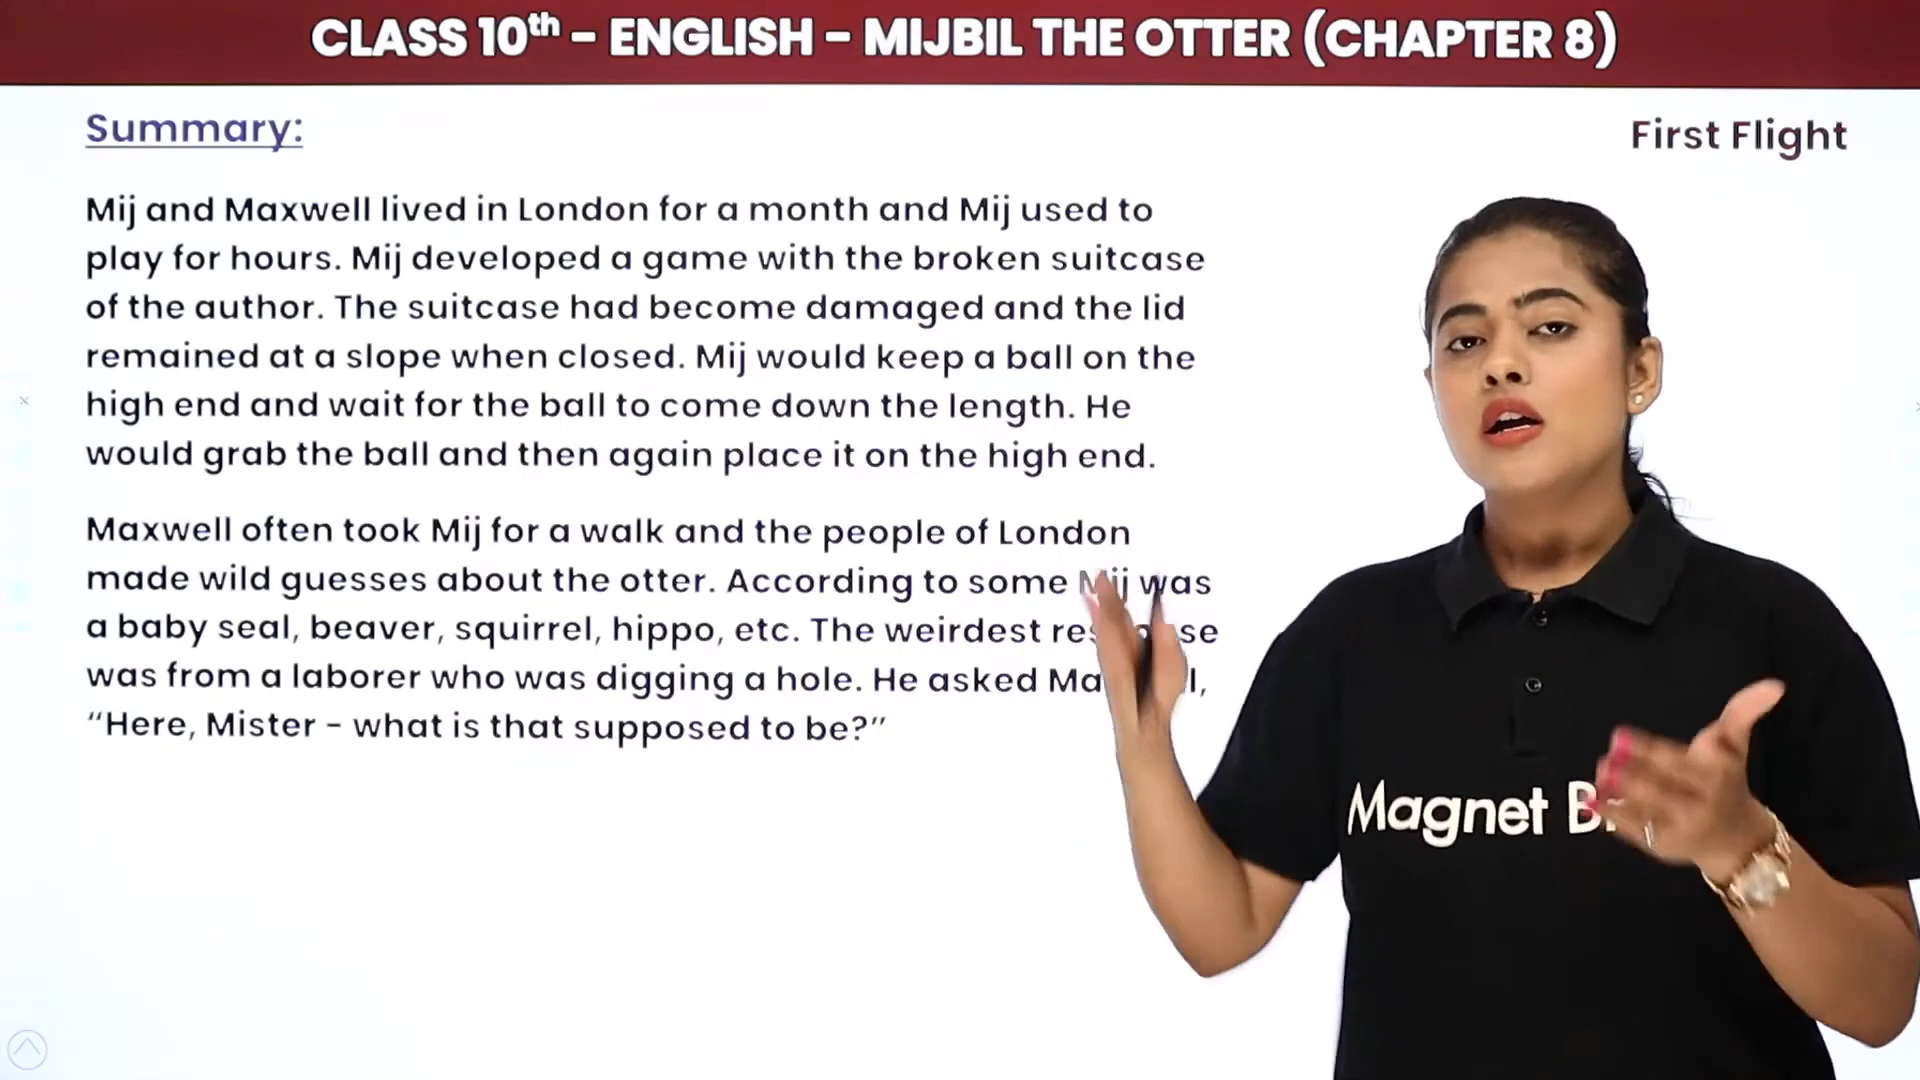 CLASS 10th – ENGLISH – MIJBIL THE OTTER (CHAPTER 8)
Summary:
First Flight
Mij and Maxwell lived in London for a month and Mij used to
play for hours. Mij developed a game with the broken suitcase
of the author. The suitcase had become damaged and the lid
remained at a slope when closed. Mij would keep a ball on the
high end and wait for the ball to come down the length. He
would grab the ball and then again place it on the high end.
Maxwell often took Mij for a walk and the people of London
made wild guesses about the otter. According to some Mij was
a baby seal, beaver, squirrel, hippo, etc. The weirdest
was from a laborer who was digging a hole. He asked
“Here, Mister – what is that supposed to be?”
Magnet